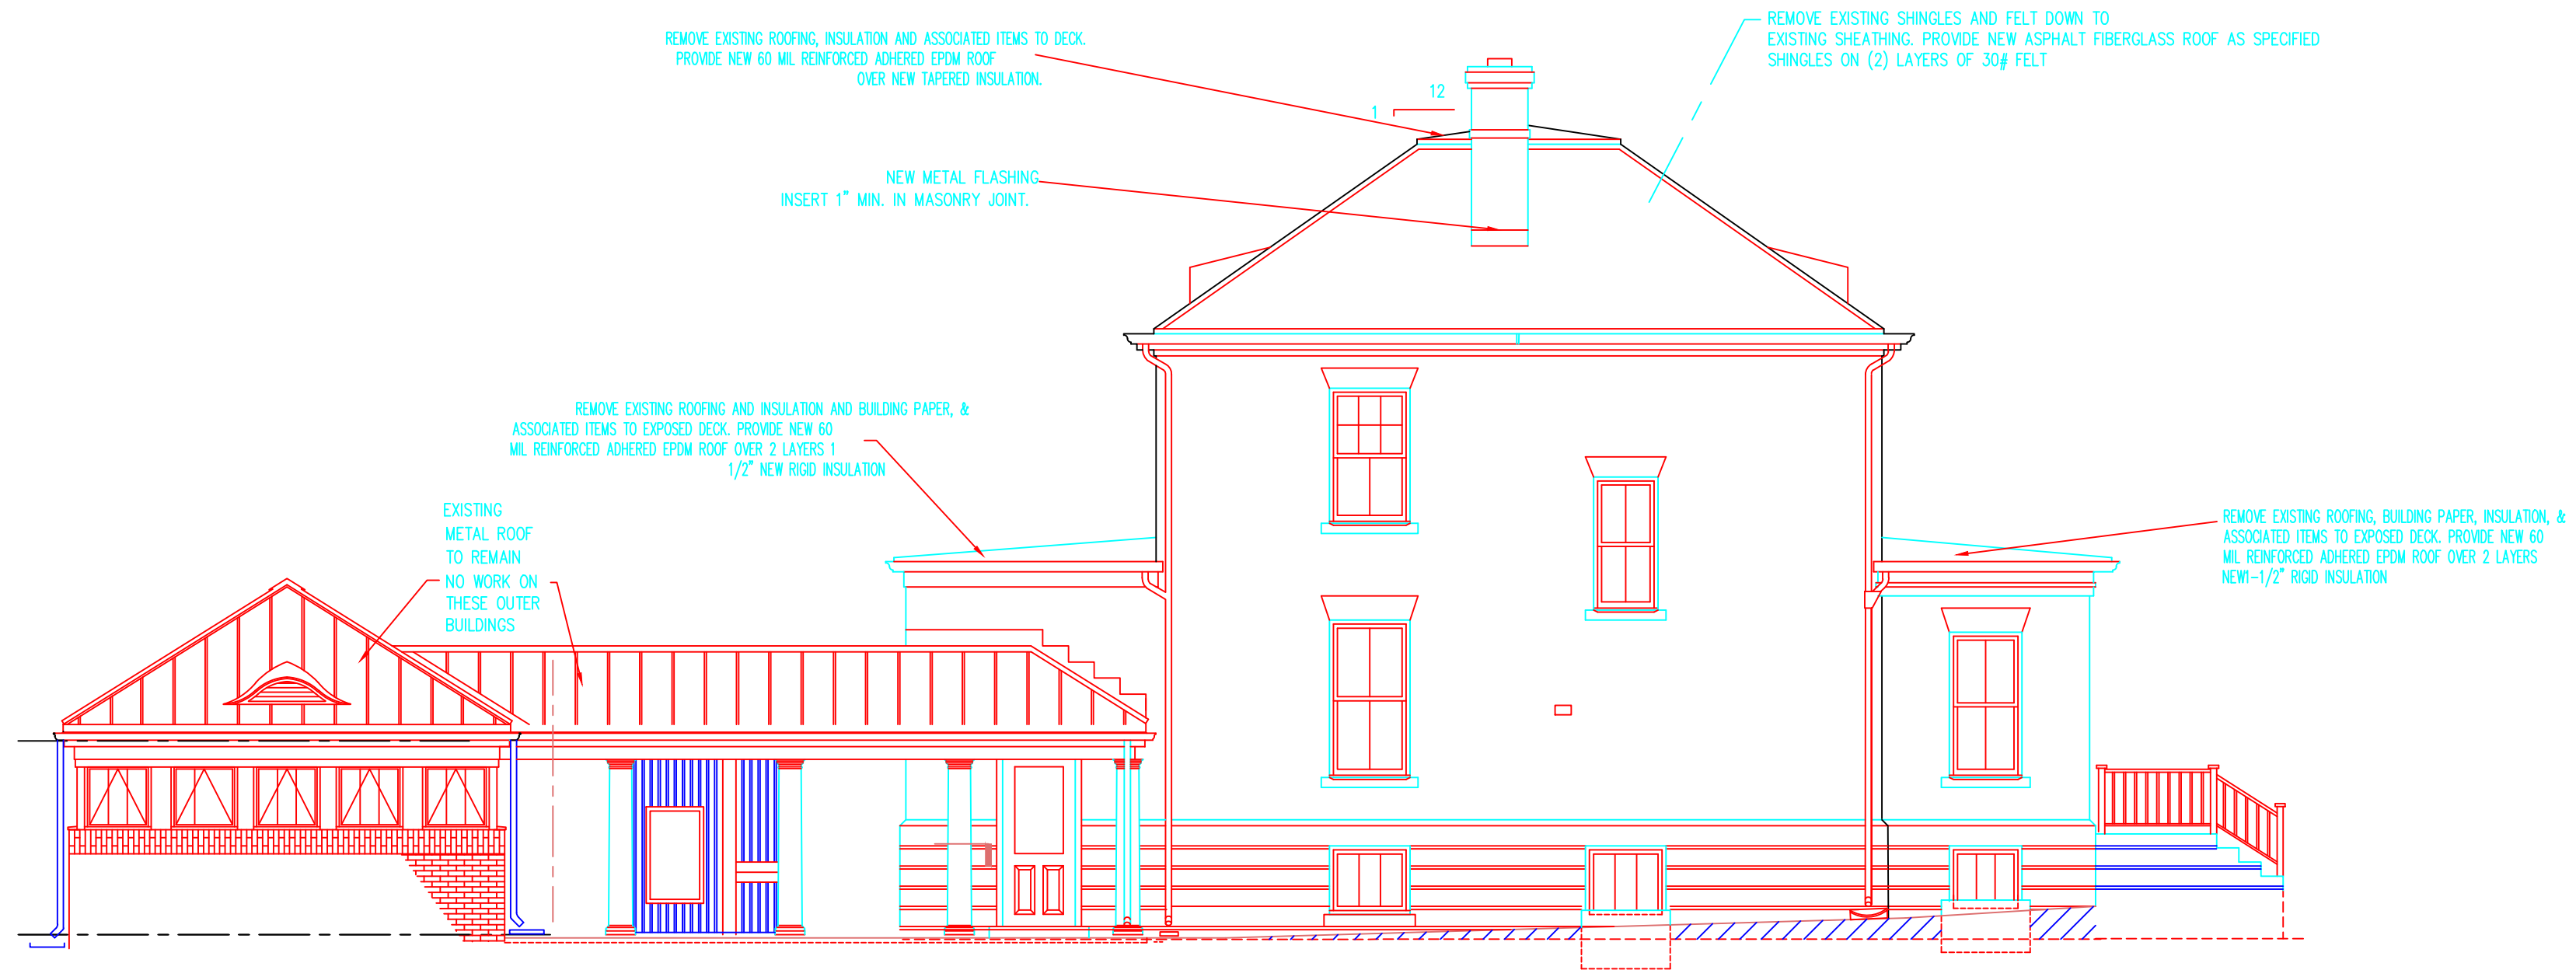 REMOVE EXISTING ROOFING, INSULATION AND ASSOCIATED ITEMS TO DECK.
PROVIDE NEW 60 MIL REINFORCED ADHERED EPDM ROOF
OVER NEW TAPERED INSULATION.
REMOVE EXISTING SHINGLES AND FELT DOWN TO
EXISTING SHEATHING. PROVIDE NEW ASPHALT FIBERGLASS ROOF AS SPECIFIED
SHINGLES ON (2) LAYERS OF 30# FELT
12
1
NEW METAL FLASHING
INSERT 1" MIN. IN MASONRY JOINT.
REMOVE EXISTING ROOFING AND INSULATION AND BUILDING PAPER, &
ASSOCIATED ITEMS TO EXPOSED DECK. PROVIDE NEW 60
MIL REINFORCED ADHERED EPDM ROOF OVER 2 LAYERS 1
1/2" NEW RIGID INSULATION
EXISTING
METAL ROOF
TO REMAIN
NO WORK ON
THESE OUTER
BUILDINGS
REMOVE EXISTING ROOFING, BUILDING PAPER, INSULATION, &
ASSOCIATED ITEMS TO EXPOSED DECK. PROVIDE NEW 60
MIL REINFORCED ADHERED EPDM ROOF OVER 2 LAYERS
NEW1-1/2" RIGID INSULATION